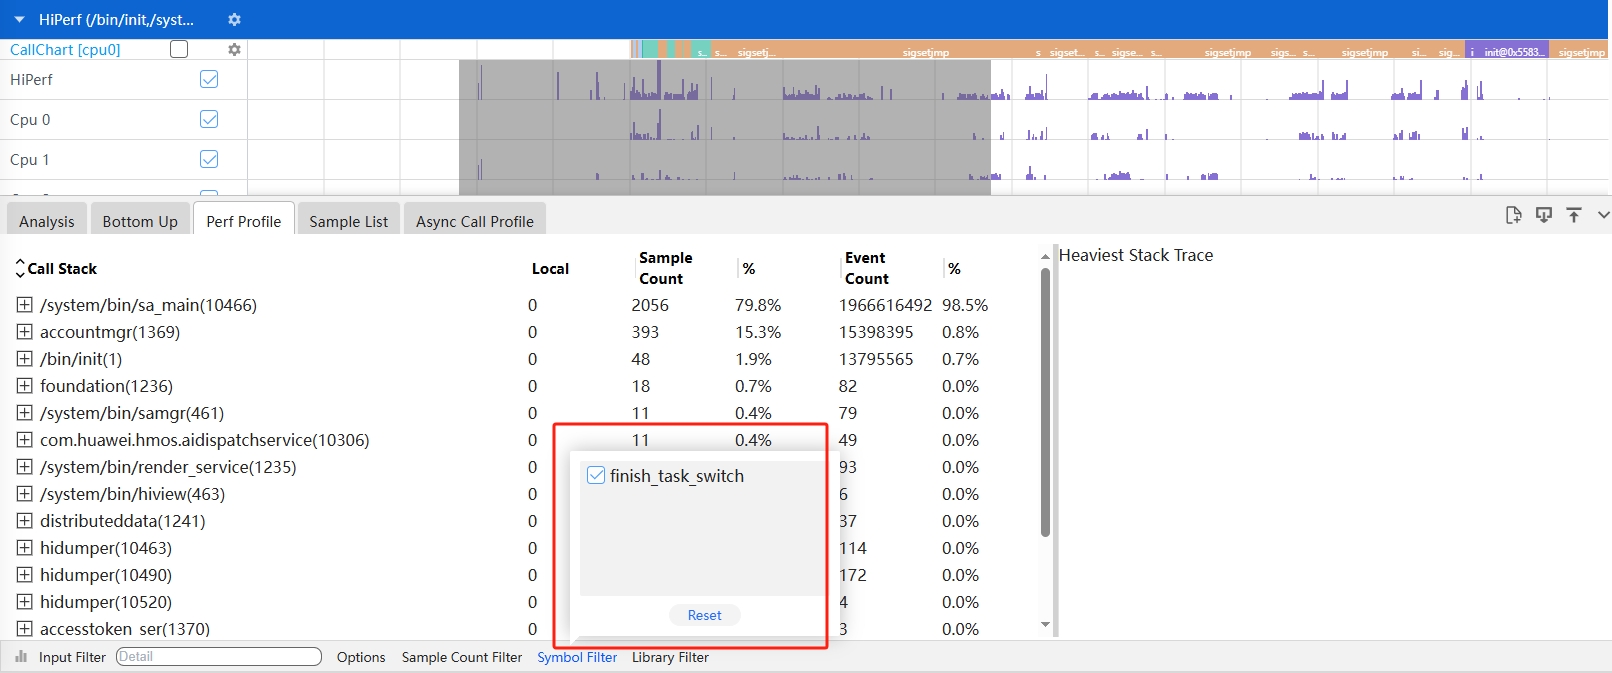 HiPerf (/bin/init,/syst...
CallChart [cpu0]
s... s... sigsetj... sigsetjmp s sigset... s... sigse... s... sigsetjmp sigs... s... sigsetjmp si... sig... i init@0x5583... sigsetjmp
HiPerf
Cpu 0
Cpu 1
Analysis Bottom Up Perf Profile Sample List Async Call Profile
Call Stack Local Sample Count % Event Count % Heaviest Stack Trace
/system/bin/sa_main(10466) 0 2056 79.8% 1966616492 98.5%
accountmgr(1369) 0 393 15.3% 15398395 0.8%
/bin/init(1) 0 48 1.9% 13795565 0.7%
foundation(1236) 0 18 0.7% 82 0.0%
/system/bin/samgr(461) 0 11 0.4% 79 0.0%
com.huawei.hmos.aidispatchservice(10306) 0 11 0.4% 49 0.0%
/system/bin/render_service(1235) 0 93 0.0%
finish_task_switch
/system/bin/hiview(463) 0 6 0.0%
distributeddata(1241) 0 37 0.0%
hidumper(10463) 0 114 0.0%
hidumper(10490) 0 172 0.0%
hidumper(10520) 0 4 0.0%
Reset
accesstoken_ser(1370) 0 3 0.0%
Input Filter Detail Options Sample Count Filter Symbol Filter Library Filter